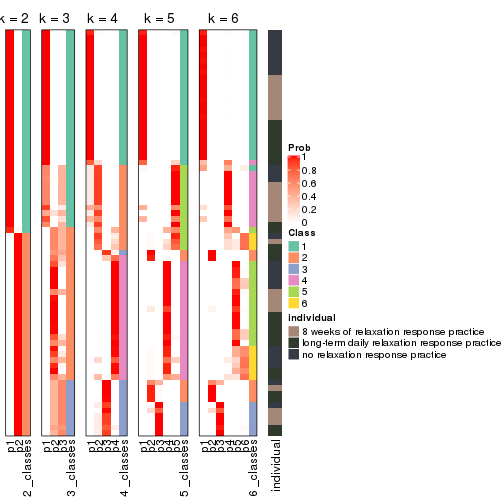 k = 2 k = 3 k = 4 k = 5 k = 6
Prob
1
0.8
0.6
0.4
0.2
0
Class
1
2
3
4
5
6
individual
8 weeks of relaxation response practice
long-term daily relaxation response practice
no relaxation response practice
p1 p2 2_classes p1 p2 p3 3_classes p1 p2 p3 p4 4_classes p1 p2 p3 p4 p5 5_classes p1 p2 p3 p4 p5 p6 6_classes individual